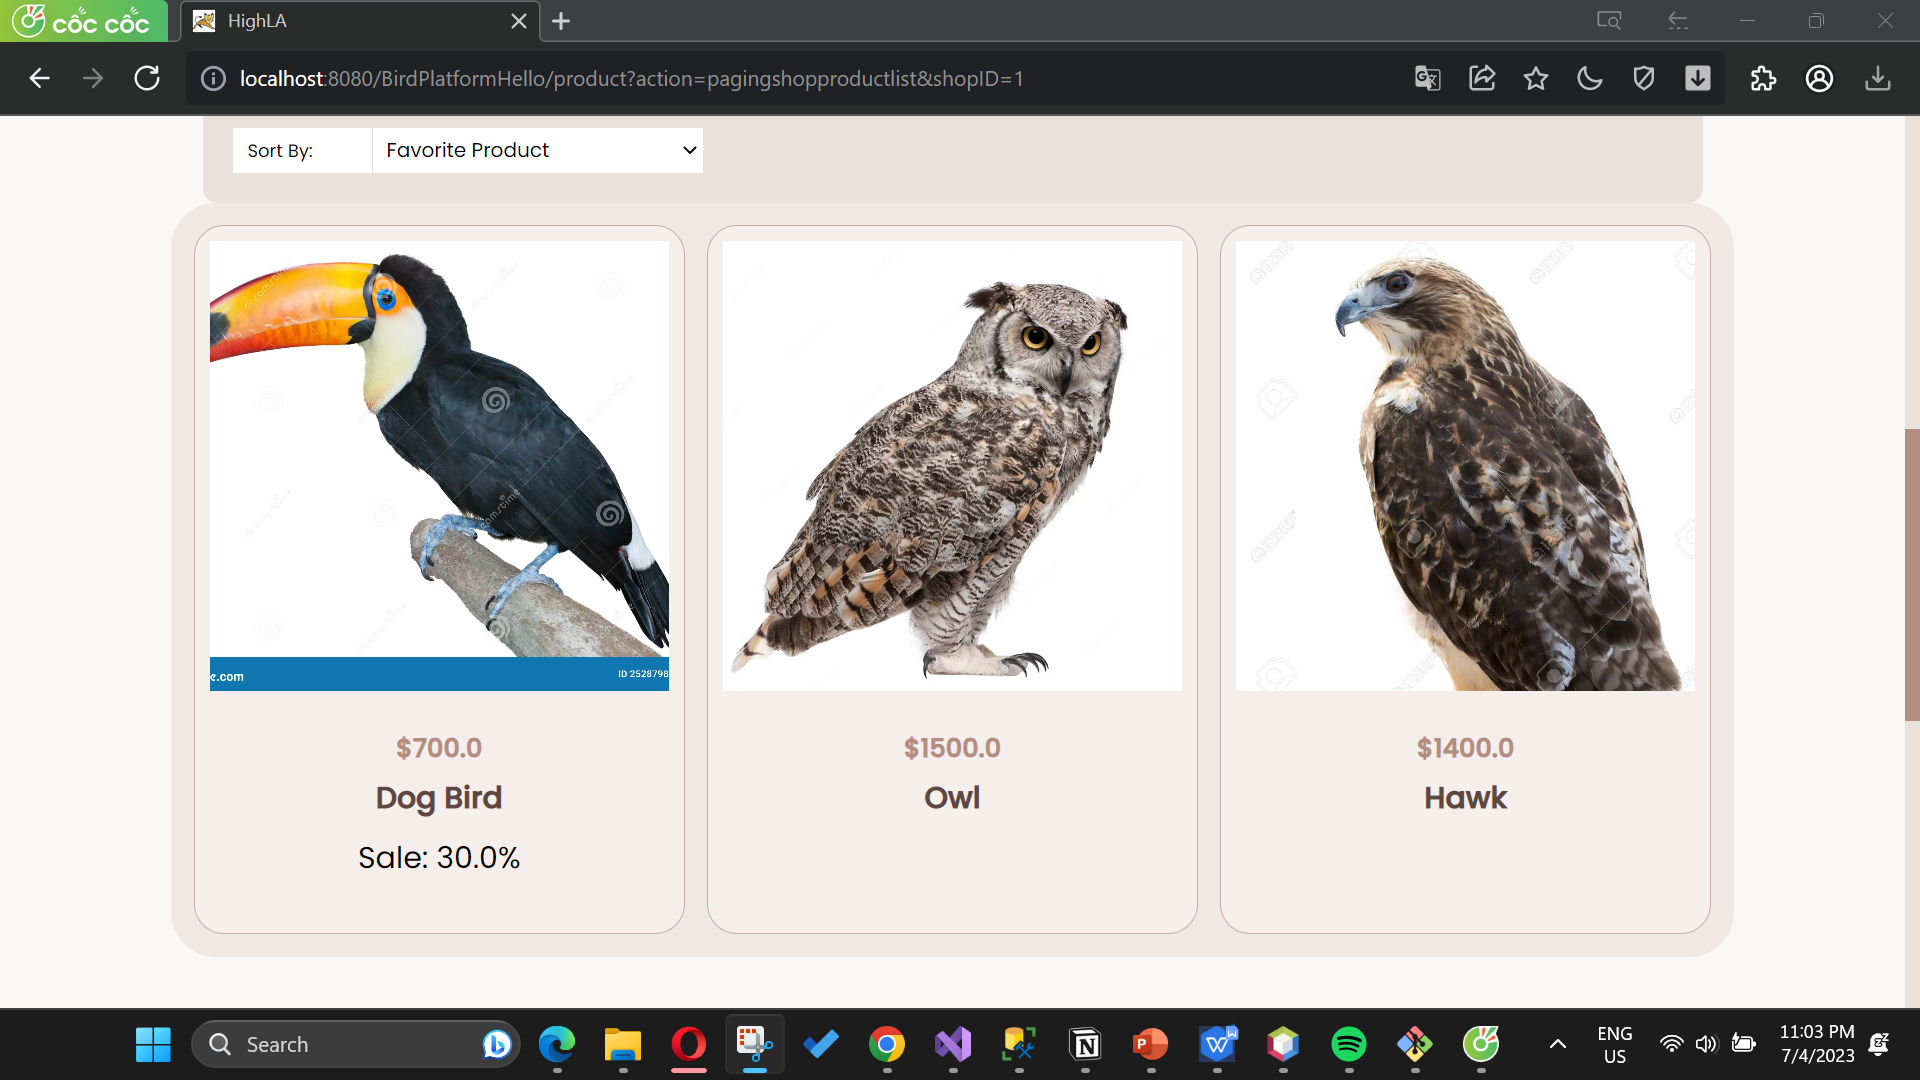 cốc cốc
HighLA
localhost:8080/BirdPlatformHello/product?action=pagingshopproductlist&shopID=1
Sort By:
Favorite Product
e.com
ID 2528798
$700.0
Dog Bird
Sale: 30.0%
$1500.0
Owl
$1400.0
Hawk
Search
ENG
US
11:03 PM
7/4/2023